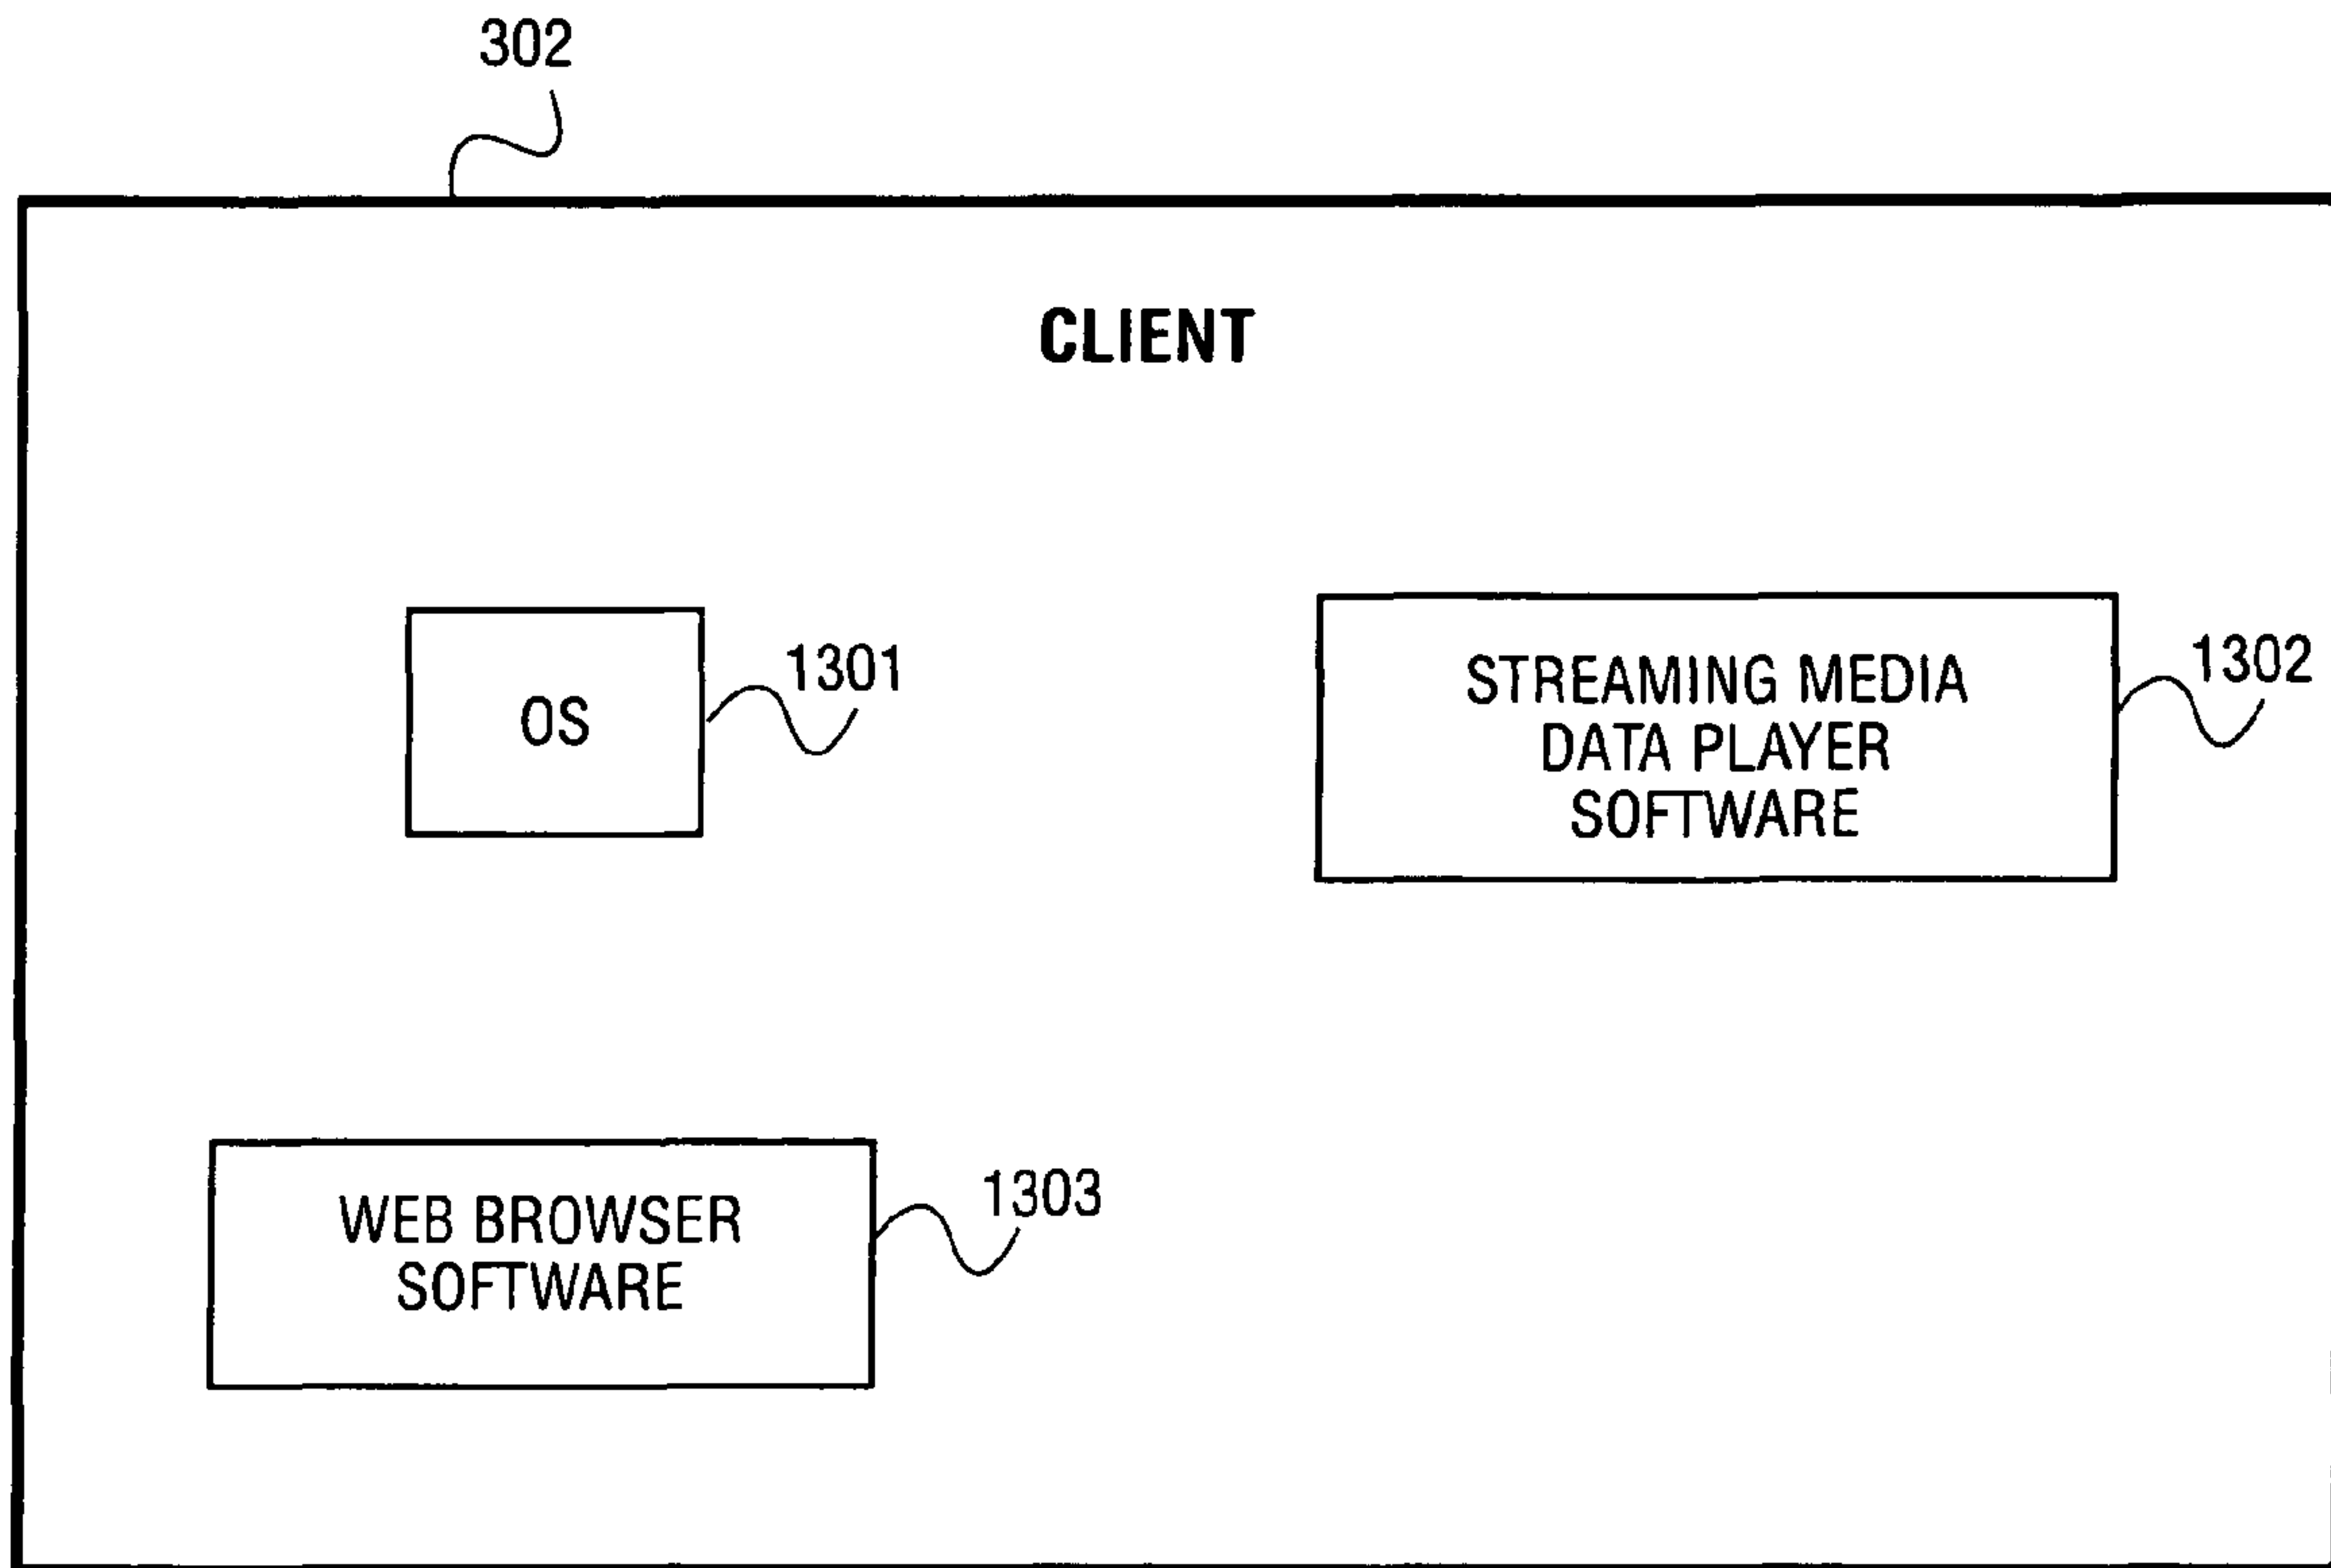 302
CLIENT
OS
1301
STREAMING MEDIA
DATA PLAYER
SOFTWARE
1302
WEB BROWSER
SOFTWARE
1303